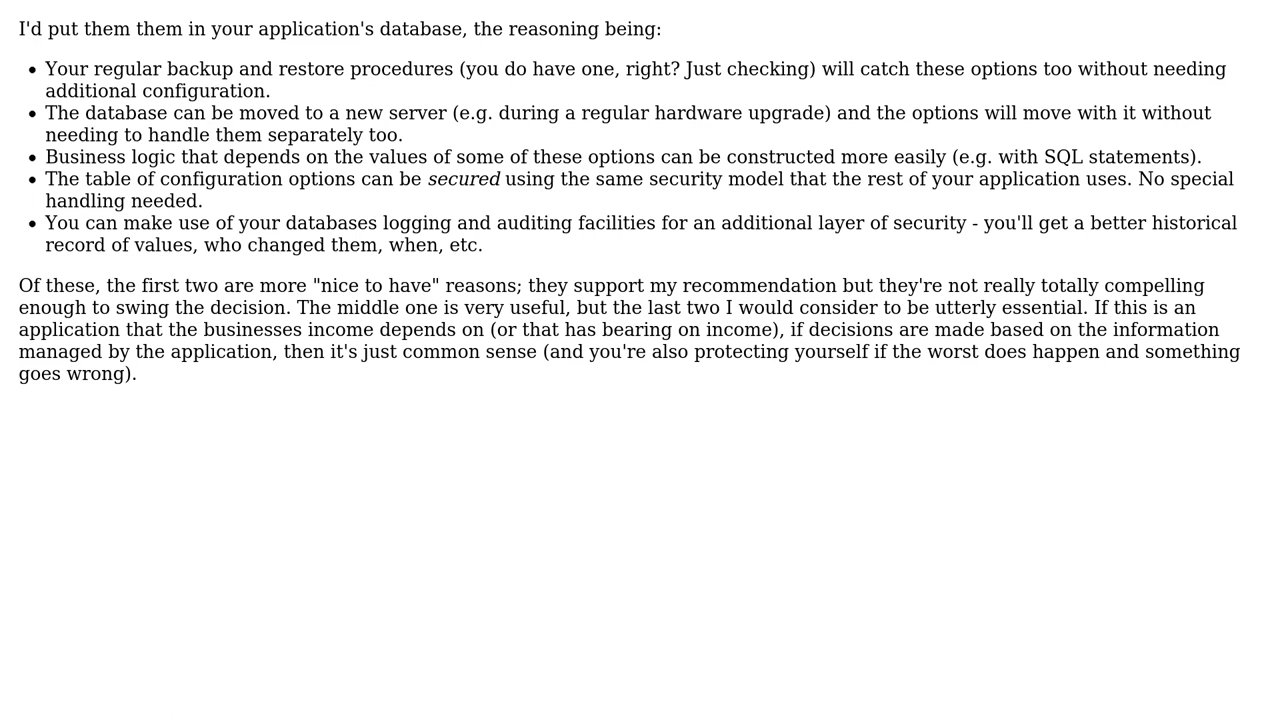 I'd put them them in your application's database, the reasoning being:
• Your regular backup and restore procedures (you do have one, right? Just checking) will catch these options too without needing
additional configuration.
• The database can be moved to a new server (e.g. during a regular hardware upgrade) and the options will move with it without
needing to handle them separately too.
• Business logic that depends on the values of some of these options can be constructed more easily (e.g. with SQL statements).
• The table of configuration options can be secured using the same security model that the rest of your application uses. No special
handling needed.
• You can make use of your databases logging and auditing facilities for an additional layer of security - you'll get a better historical
record of values, who changed them, when, etc.
Of these, the first two are more "nice to have" reasons; they support my recommendation but they're not really totally compelling
enough to swing the decision. The middle one is very useful, but the last two I would consider to be utterly essential. If this is an
application that the businesses income depends on (or that has bearing on income), if decisions are made based on the information
managed by the application, then it's just common sense (and you're also protecting yourself if the worst does happen and something
goes wrong).